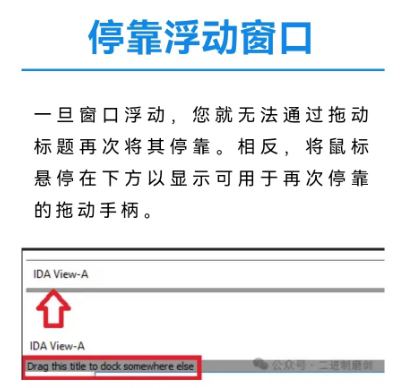 停靠浮动窗口
一旦窗口浮动，您就无法通过拖动
标题再次将其停靠。相反，将鼠标
悬停在下方以显示可用于再次停靠
的拖动手柄。
IDA View-A
IDA View-A
Drag this title to dock somewhere else
公众号 · 二进制磨剑